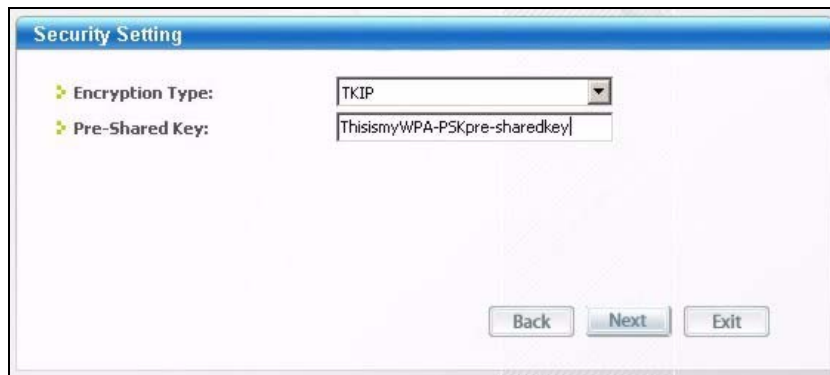 Security Setting
Encryption Type: TKIP
Pre-Shared Key: ThisismyWPA-PSKpre-sharedkey
Back Next Exit